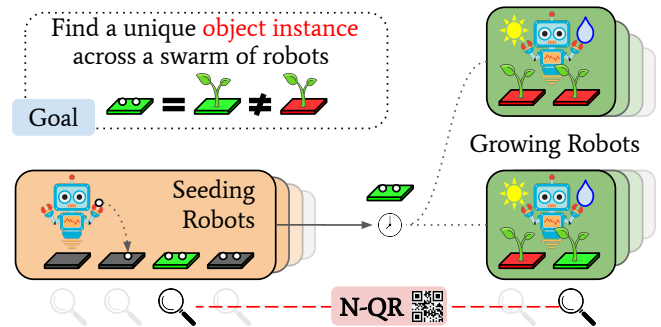 Find a unique object instance
across a swarm of robots
Goal
Growing Robots
Seeding
Robots
N-QR